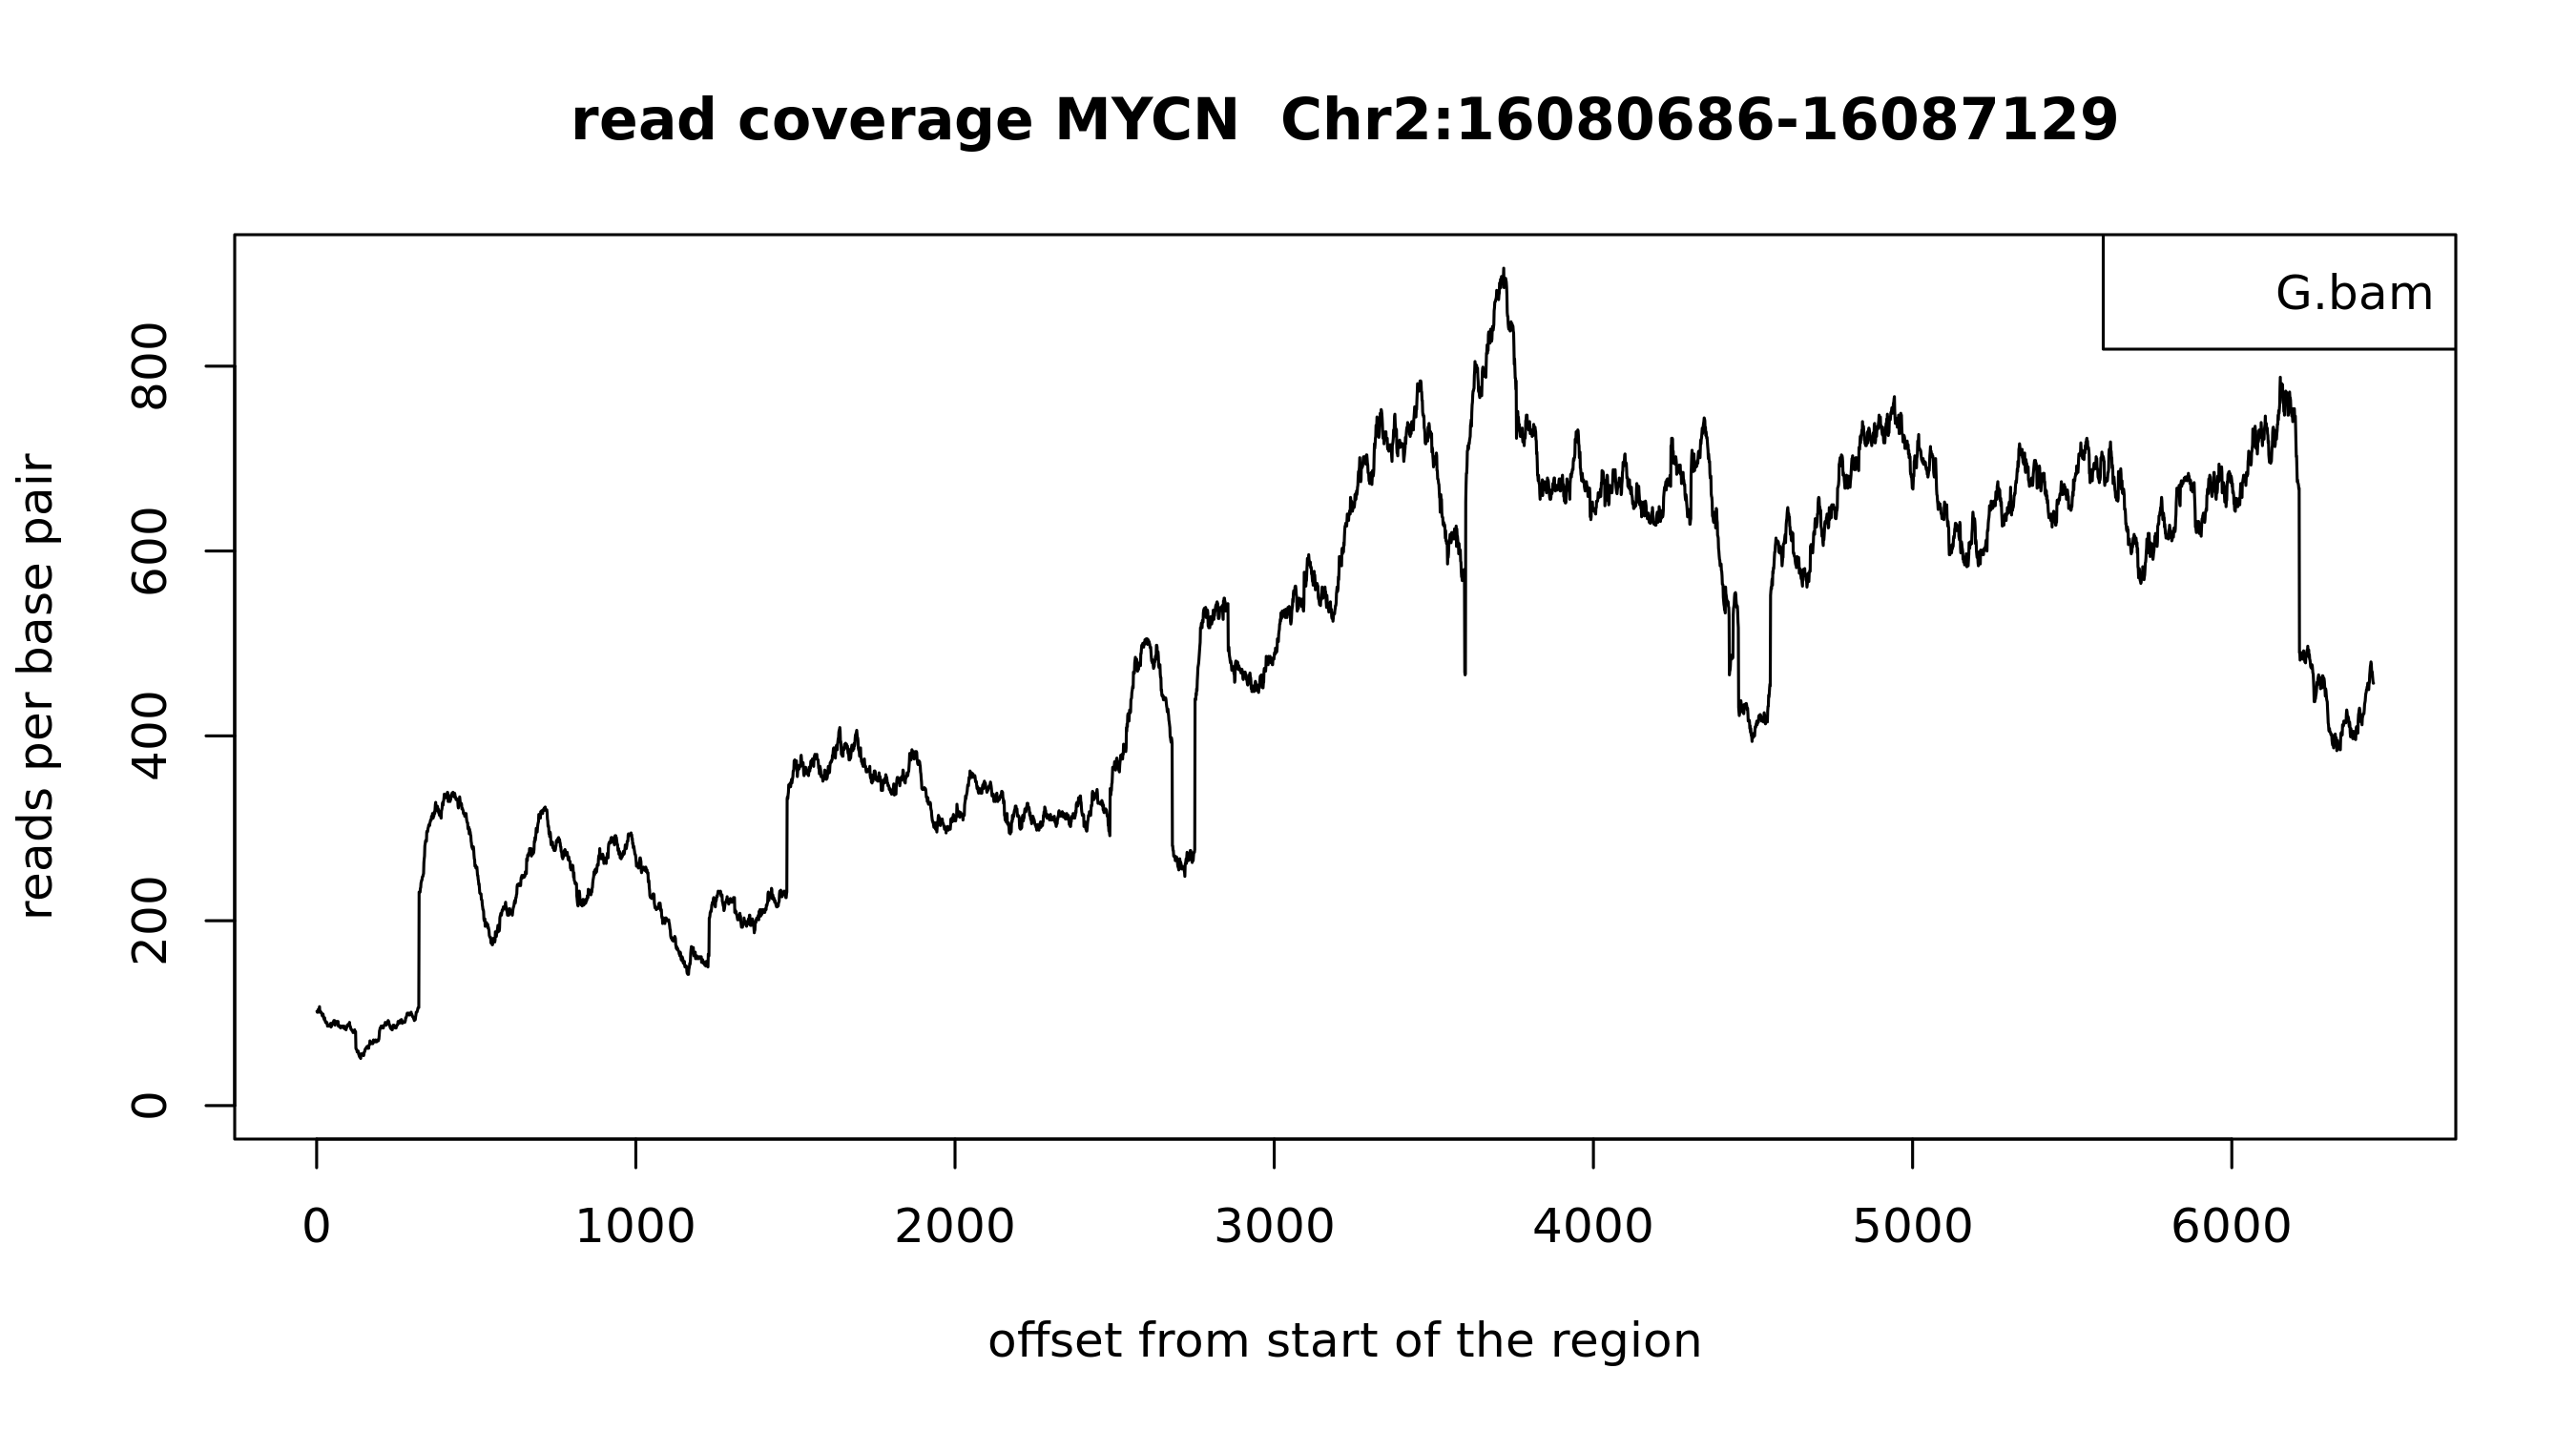 read coverage MYCN  Chr2:16080686-16087129
G.bam
reads per base pair
800
600
400
200
0
0 1000 2000 3000 4000 5000 6000
offset from start of the region